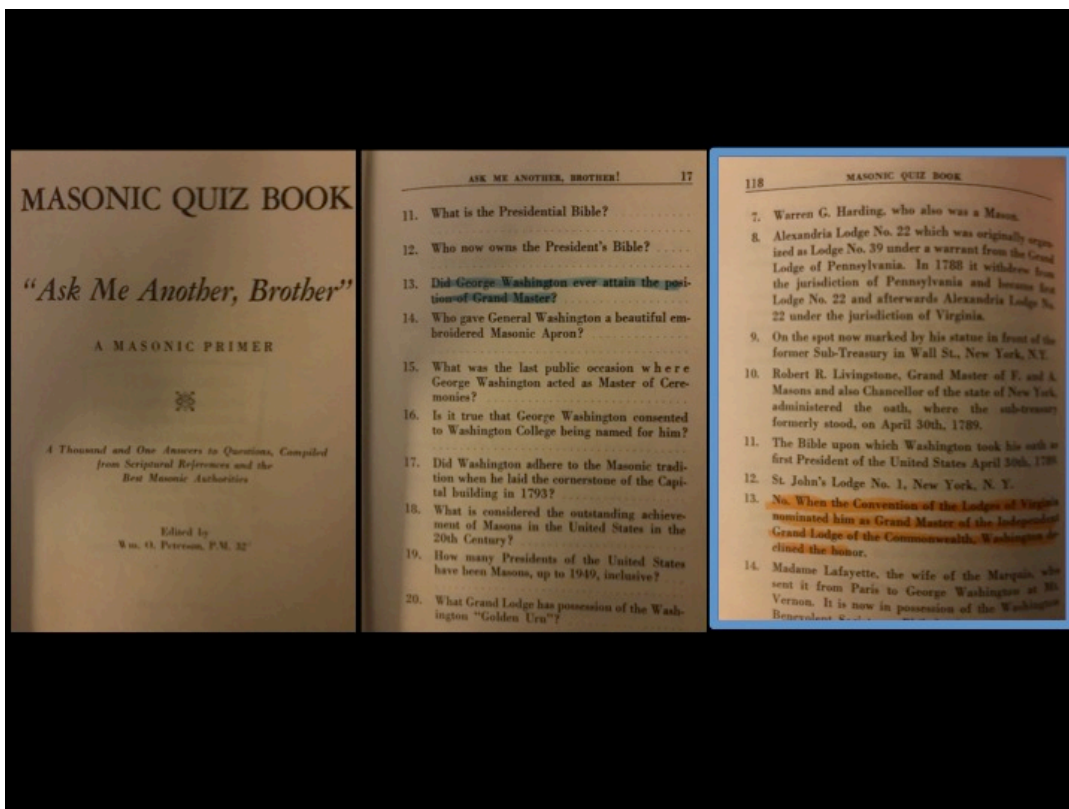 MASONIC QUIZ BOOK
"Ask Me Another, Brother"
A MASONIC PRIMER
A Thousand and One Answers to Questions, Compiled
from Scriptural References and the
Best Masonic Authorities
Edited by
Wm. O. Peterson, P.M. 32°
ASK ME ANOTHER, BROTHER! 17
11. What is the Presidential Bible?
12. Who now owns the President's Bible?
13. Did George Washington ever attain the posi-
tion of Grand Master?
14. Who gave General Washington a beautiful em-
broidered Masonic Apron?
15. What was the last public occasion where
George Washington acted as Master of Cere-
monies?
16. Is it true that George Washington consented
to Washington College being named for him?
17. Did Washington adhere to the Masonic tradi-
tion when he laid the cornerstone of the Capi-
tal building in 1793?
18. What is considered the outstanding achieve-
ment of Masons in the United States in the
20th Century?
19. How many Presidents of the United States
have been Masons, up to 1949, inclusive?
20. What Grand Lodge has possession of the Wash-
ington "Golden Urn"?
118 MASONIC QUIZ BOOK
7. Warren G. Harding, who also was a Mason.
8. Alexandria Lodge No. 22 which was originally organ-
ized as Lodge No. 39 under a warrant from the Grand
Lodge of Pennsylvania. In 1788 it withdrew from
the jurisdiction of Pennsylvania and became first
Lodge No. 22 and afterwards Alexandria Lodge No.
22 under the jurisdiction of Virginia.
9. On the spot now marked by his statue in front of the
former Sub-Treasury in Wall St., New York, N.Y.
10. Robert R. Livingstone, Grand Master of F. and A.
Masons and also Chancellor of the state of New York,
administered the oath, where the sub-treasury
formerly stood, on April 30th, 1789.
11. The Bible upon which Washington took his oath as
first President of the United States April 30th, 1789.
12. St. John's Lodge No. 1, New York, N. Y.
13. No. When the Convention of the Lodges of Virginia
nominated him as Grand Master of the Independent
Grand Lodge of the Commonwealth, Washington de-
clined the honor.
14. Madame Lafayette, the wife of the Marquis, who
sent it from Paris to George Washington at Mt.
Vernon. It is now in possession of the Washington
Benevolent